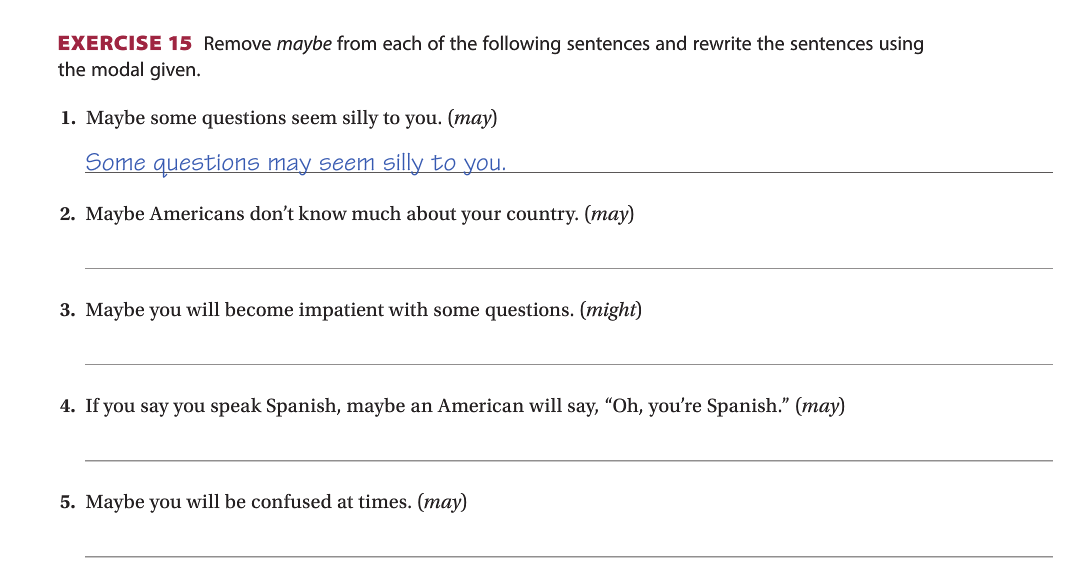 EXERCISE 15 Remove maybe from each of the following sentences and rewrite the sentences using
the modal given.
1. Maybe some questions seem silly to you. (may)
Some questions may seem silly to you.
2. Maybe Americans don’t know much about your country. (may)
3. Maybe you will become impatient with some questions. (might)
4. If you say you speak Spanish, maybe an American will say, “Oh, you’re Spanish.” (may)
5. Maybe you will be confused at times. (may)